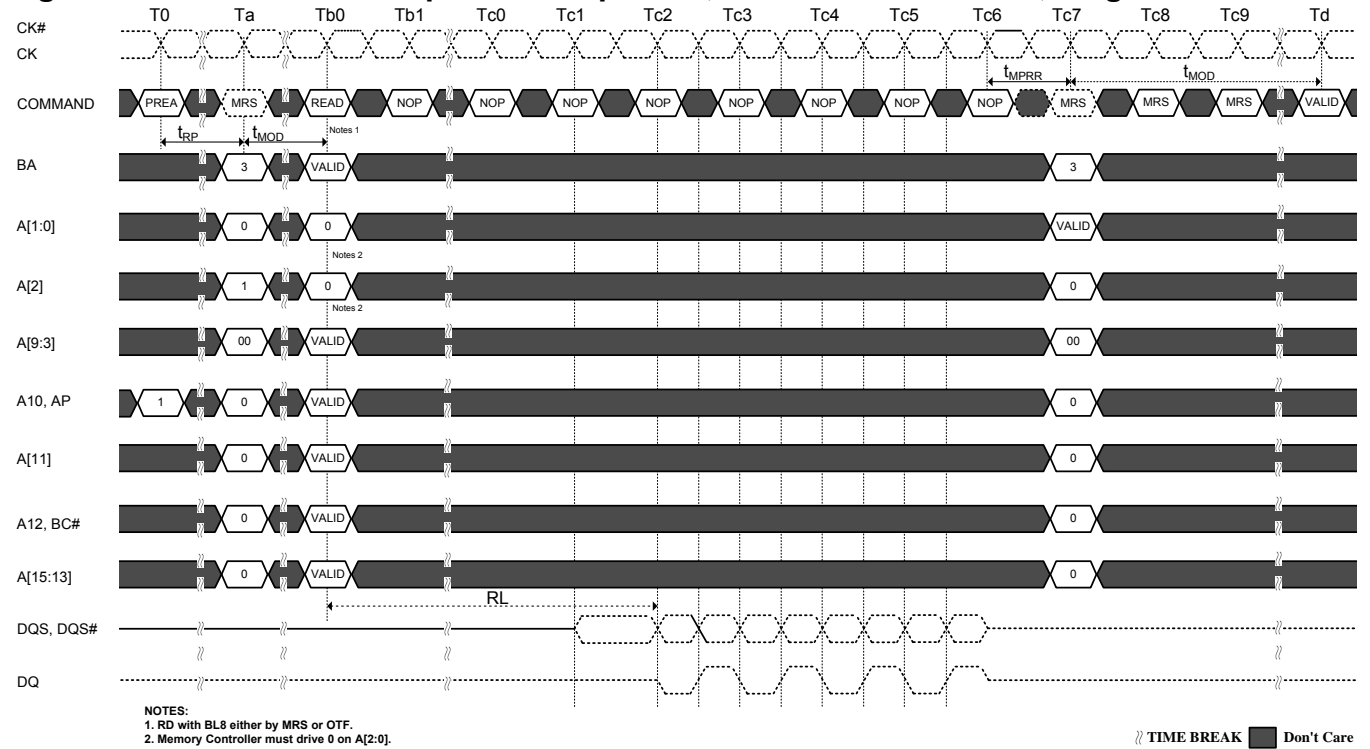 T0 Ta Tb0 Tb1 Tc0 Tc1 Tc2 Tc3 Tc4 Tc5 Tc6 Tc7 Tc8 Tc9 Td
CK#
CK
tMPRR tMOD
COMMAND PREA MRS READ NOP NOP NOP NOP NOP NOP NOP NOP MRS MRS MRS VALID
tRP tMOD Notes 1
BA 3 VALID 3
A[1:0] 0 0 VALID
Notes 2
A[2] 1 0 0
Notes 2
A[9:3] 00 VALID 00
A10, AP 1 0 VALID 0
A[11] 0 VALID 0
A12, BC# 0 VALID 0
A[15:13] 0 VALID 0
RL
DQS, DQS#
DQ
NOTES:
1. RD with BL8 either by MRS or OTF.
2. Memory Controller must drive 0 on A[2:0].
TIME BREAK Don't Care